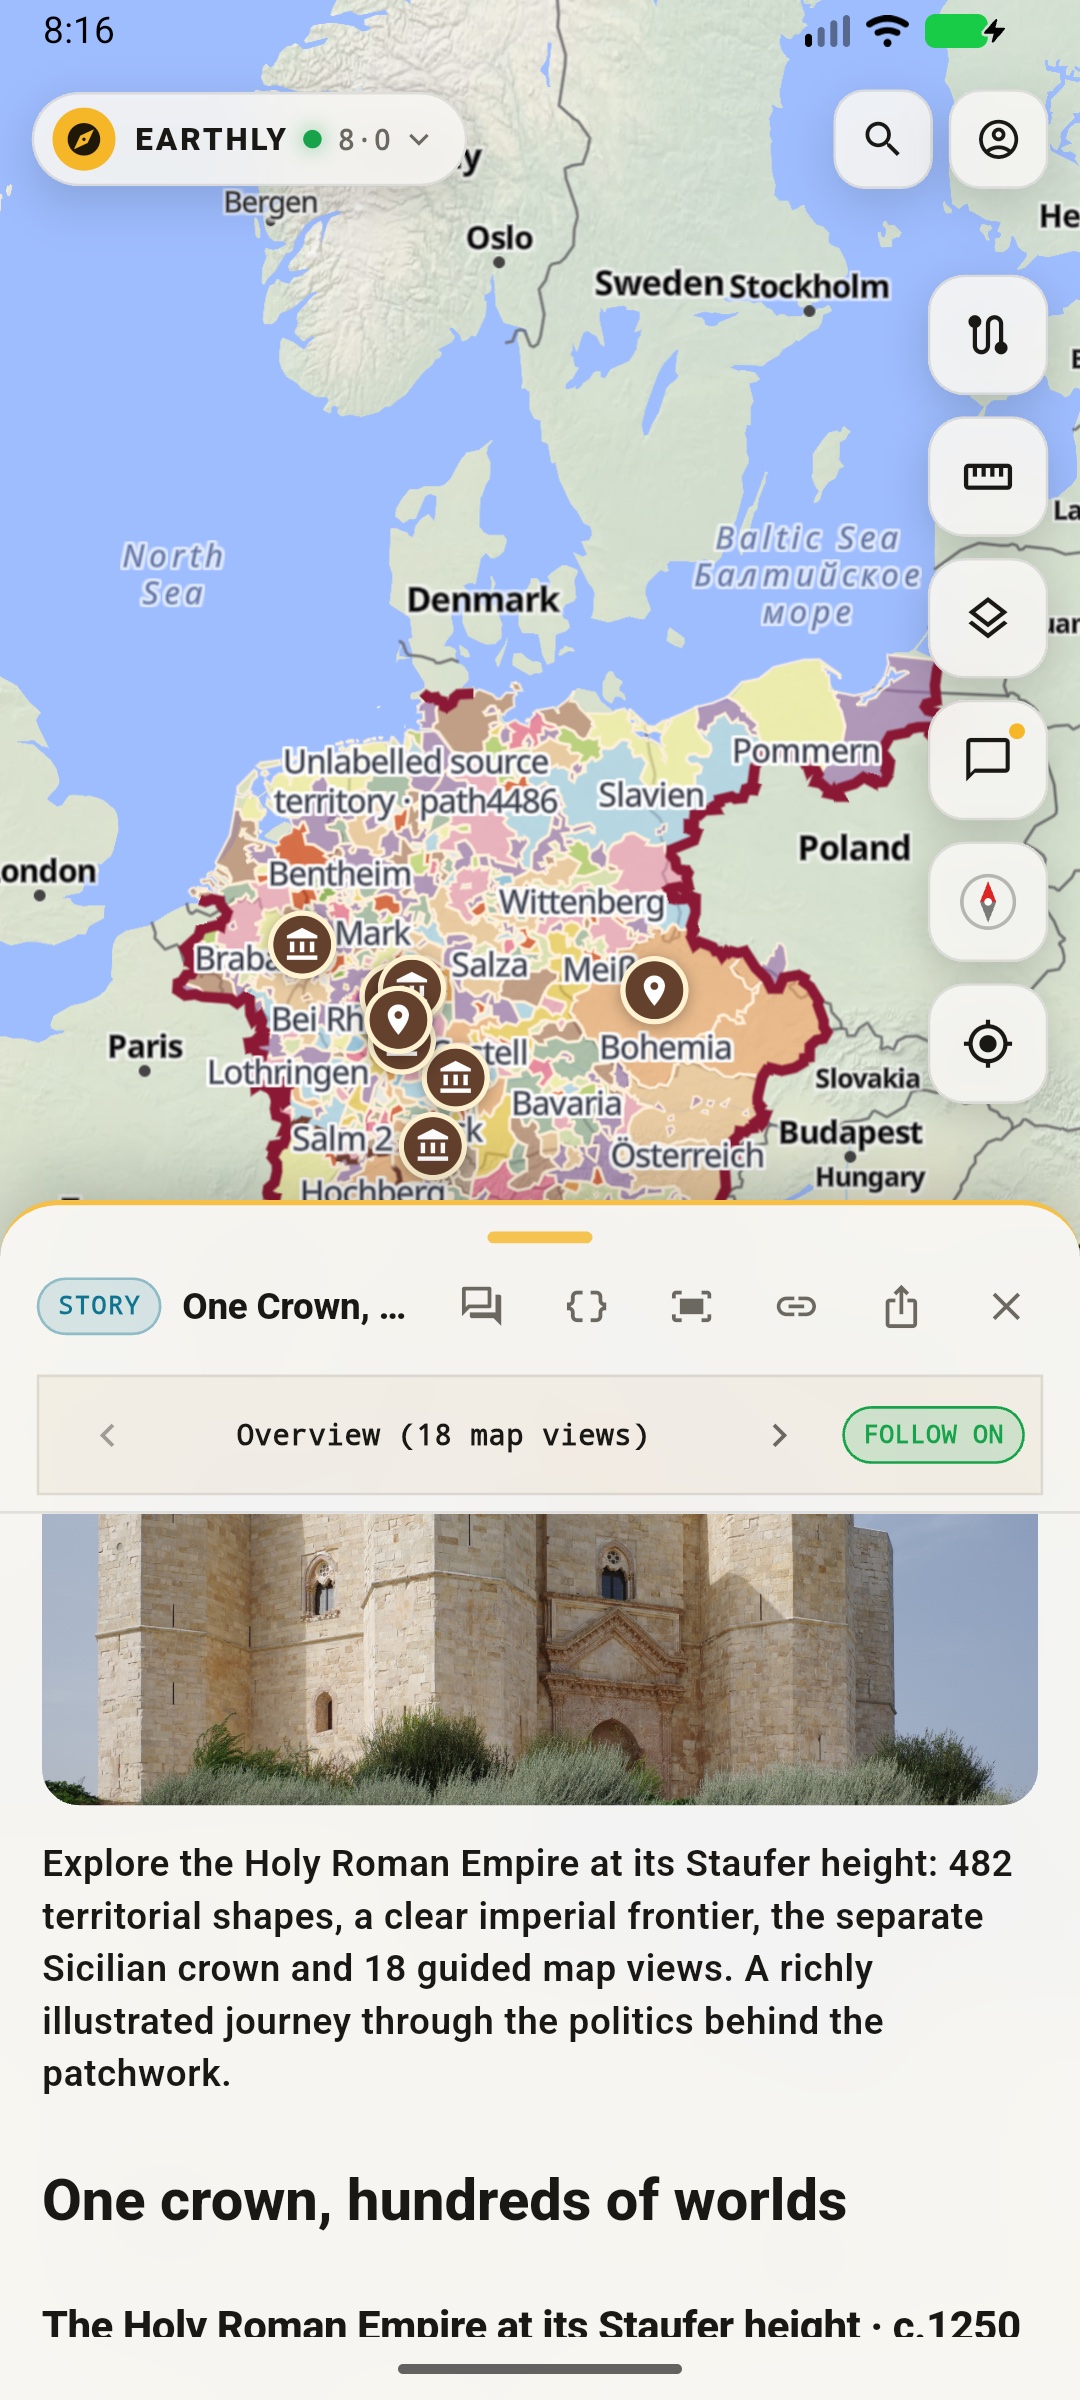 8:16
EARTHLY 8·0
Bergen
Oslo
Sweden
Stockholm
North
Sea
Baltic Sea
Балтийское
море
Denmark
Unlabelled source
territory · path4486
Slavien
Pommern
Poland
Bentheim
Wittenberg
Mark
Salza
Paris
Lothringen
Bohemia
Bavaria
Slovakia
Salm 2
Österreich
Budapest
Hungary
Hochberg
STORY
One Crown, ...
Overview (18 map views)
FOLLOW ON
Explore the Holy Roman Empire at its Staufer height: 482
territorial shapes, a clear imperial frontier, the separate
Sicilian crown and 18 guided map views. A richly
illustrated journey through the politics behind the
patchwork.
One crown, hundreds of worlds
The Holy Roman Empire at its Staufer height · c.1250